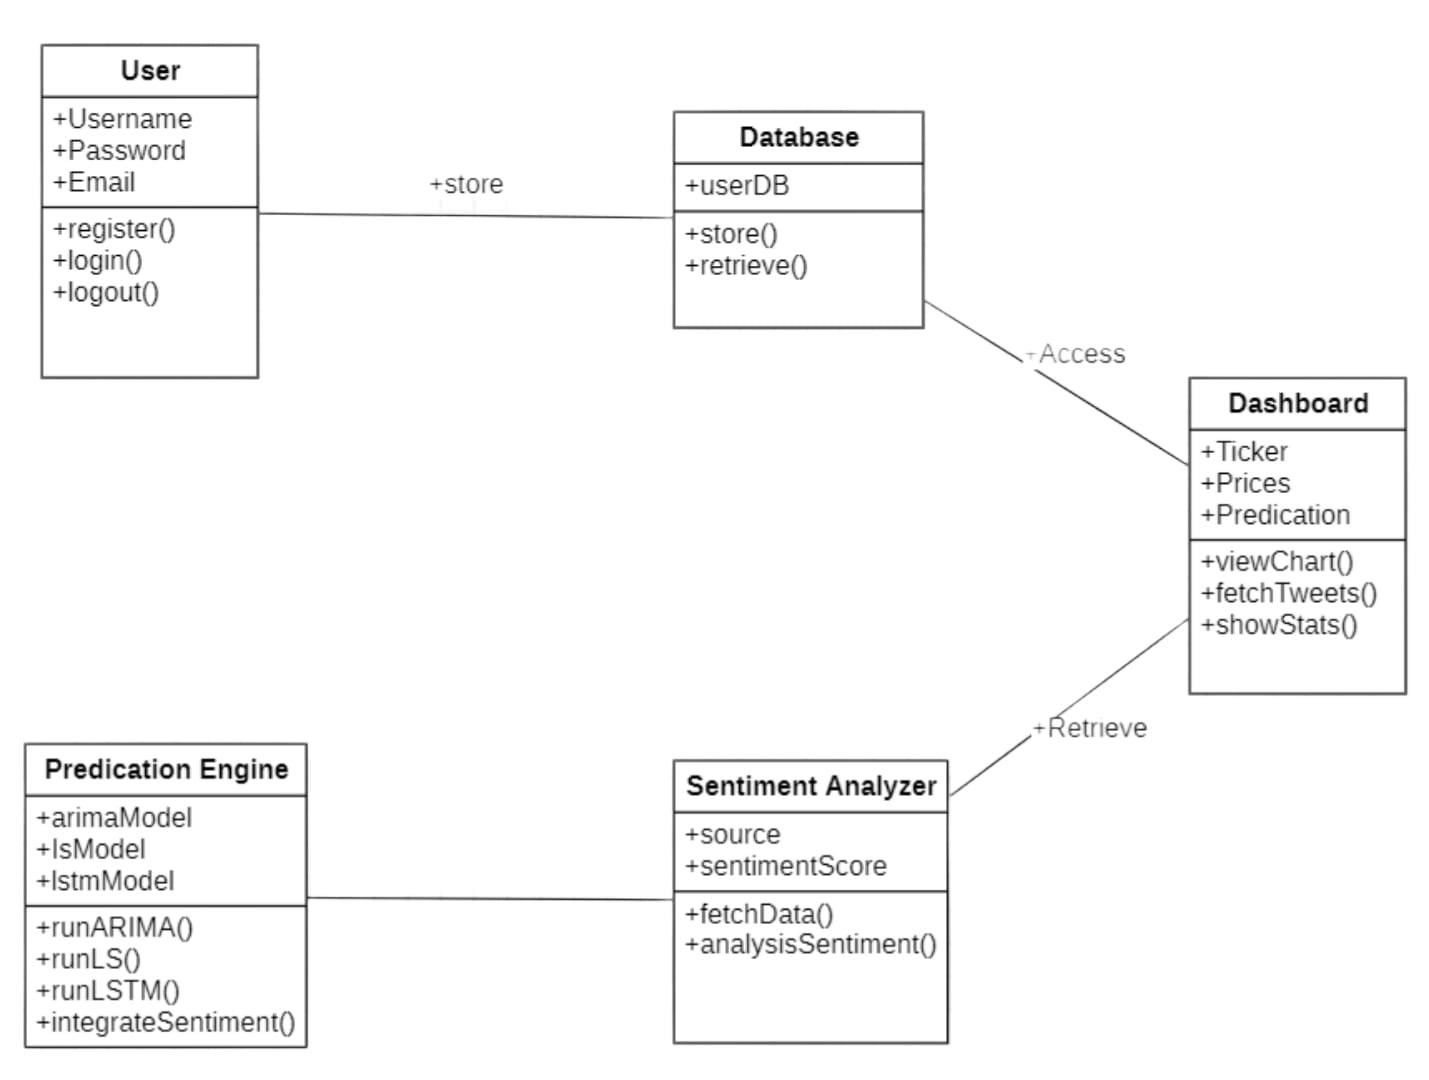 User
+Username
+Password
+Email
+register()
+login()
+logout()
+store
Database
+userDB
+store()
+retrieve()
+Access
Dashboard
+Ticker
+Prices
+Predication
+viewChart()
+fetchTweets()
+showStats()
+Retrieve
Predication Engine
+arimaModel
+lsModel
+lstmModel
+runARIMA()
+runLS()
+runLSTM()
+integrateSentiment()
Sentiment Analyzer
+source
+sentimentScore
+fetchData()
+analysisSentiment()